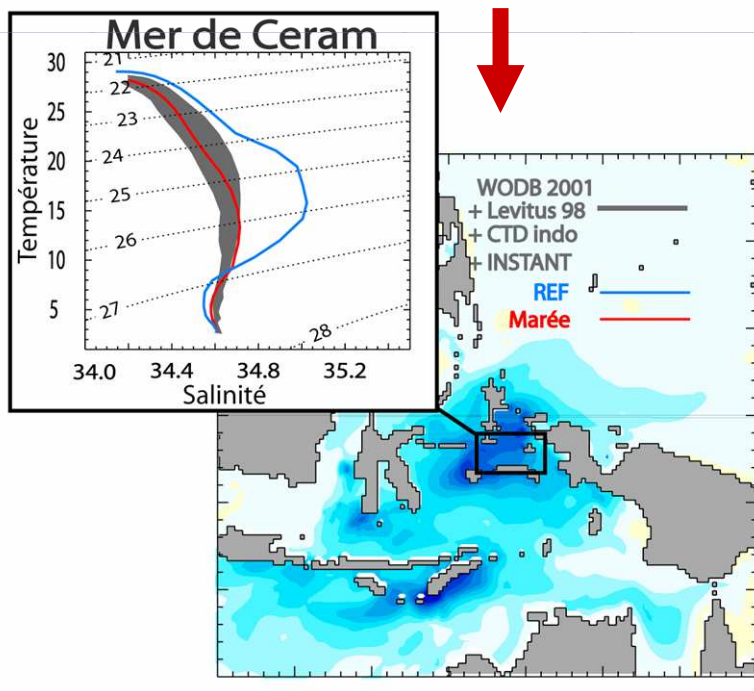 Mer de Ceram
Température
30
25
20
15
10
5
21
22
23
24
25
26
27
28
34.0 34.4 34.8 35.2
Salinité
WODB 2001
+ Levitus 98
+ CTD indo
+ INSTANT
REF
Marée